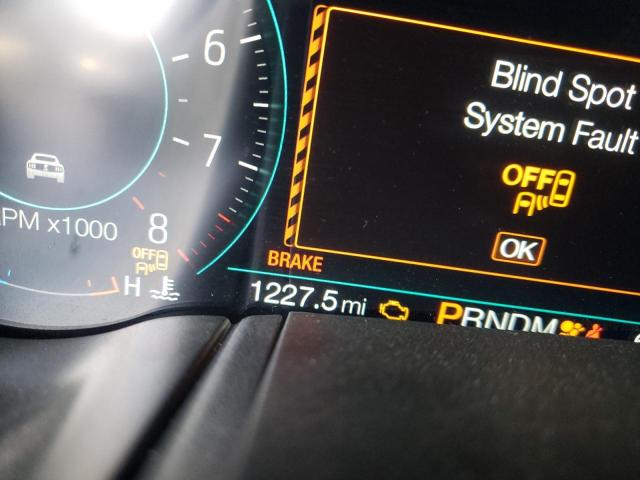 6
Blind Spot
System Fault
7
OFF
RPM x1000
8
OFF
OK
BRAKE
H
1227.5 mi
PRNDM